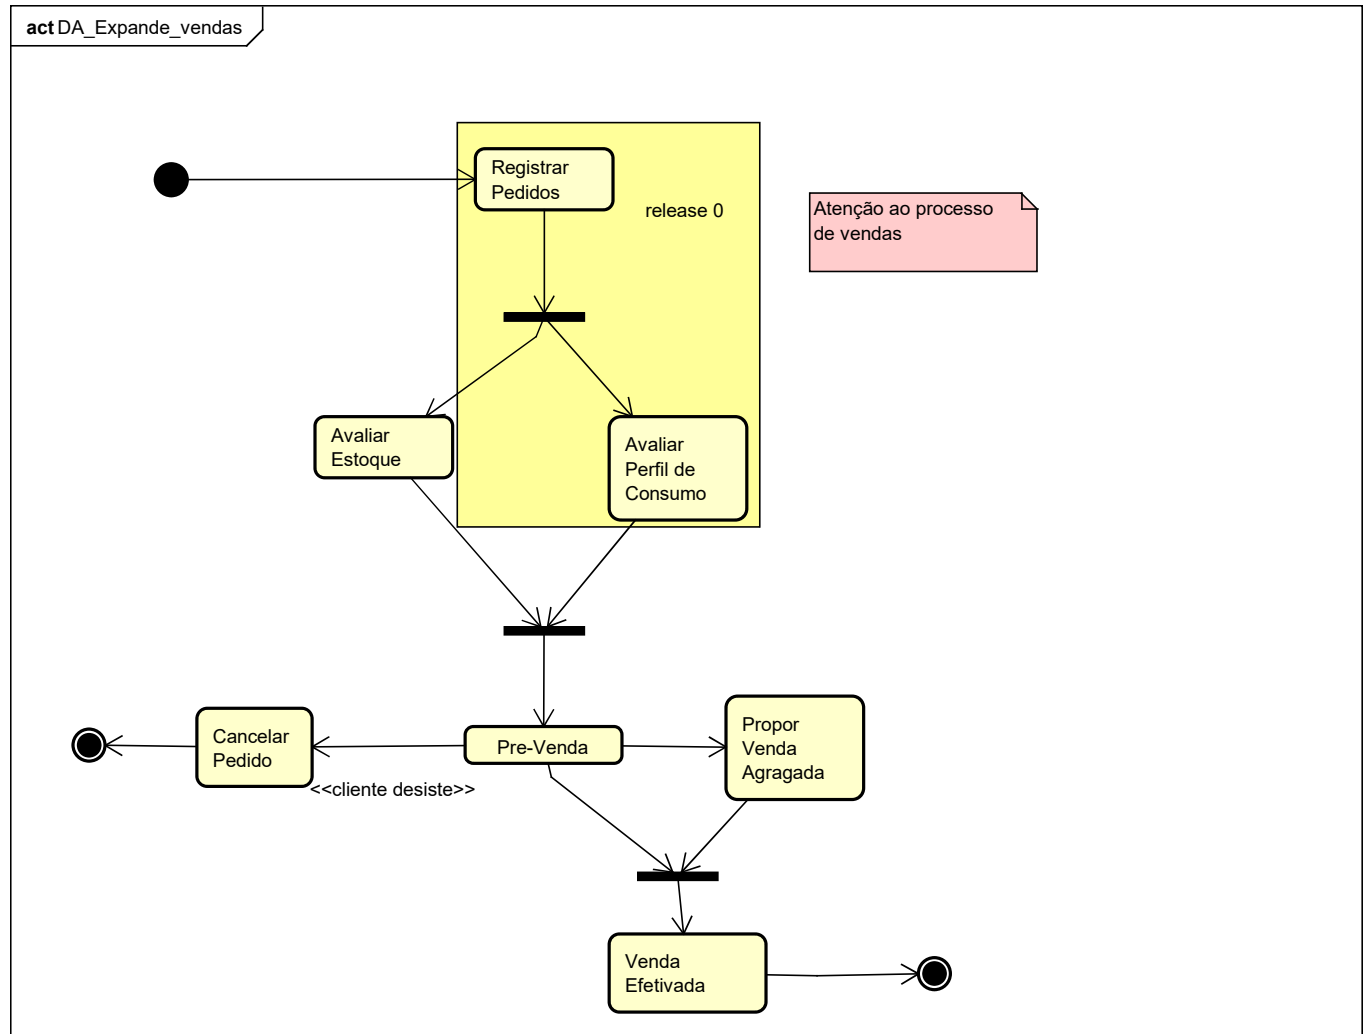 act DA_Expande_vendas
Registrar
Pedidos
release 0
Atenção ao processo
de vendas
Avaliar
Estoque
Avaliar
Perfil de
Consumo
Cancelar
Pedido
<<cliente desiste>>
Pre-Venda
Propor
Venda
Agragada
Venda
Efetivada